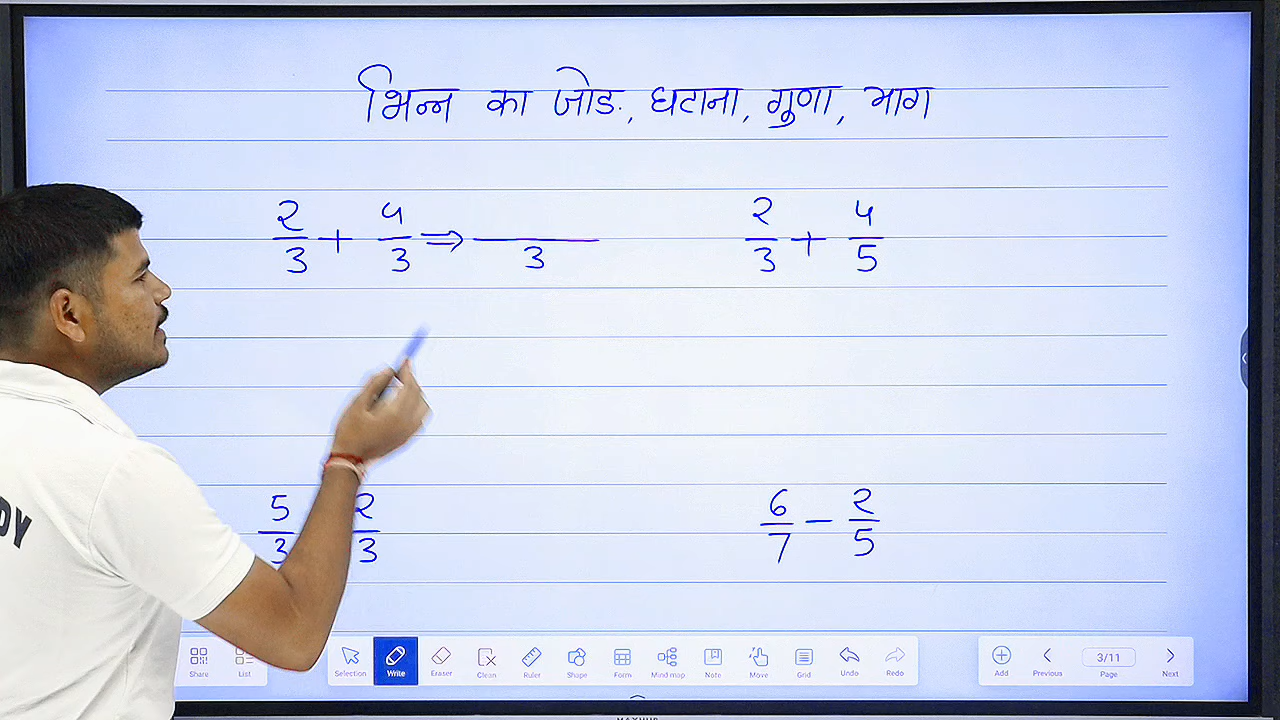 भिन्न का जोड, घटाना, गुणा, भाग
2/3 + 4/3 ⇒ /3
2/3 + 4/5
5/3 2/3
6/7 - 2/5
DY
Share List Selection Write Eraser Clean Ruler Shape Form Mind map Note Move Grid Undo Redo Add Previous 3/11 Page Next